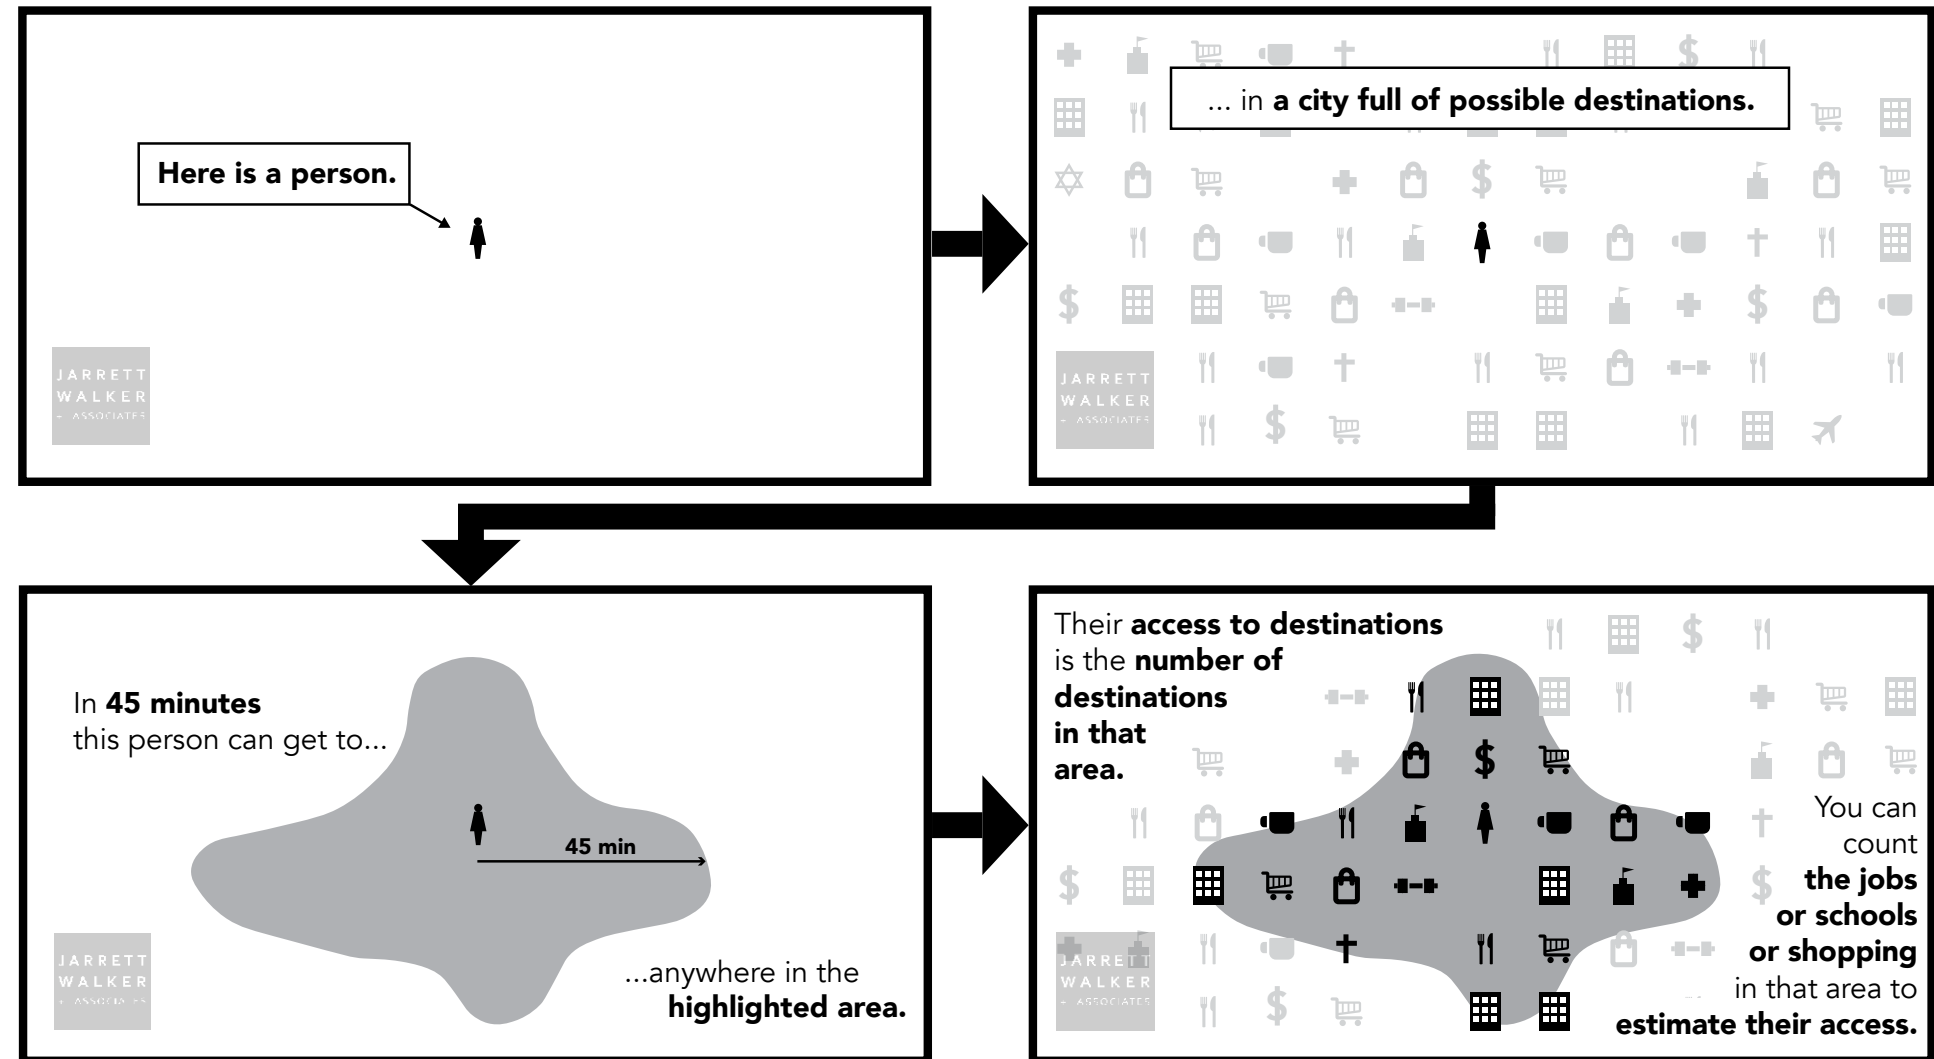 Here is a person.
JARRETT
WALKER
+ ASSOCIATES
... in a city full of possible destinations.
JARRETT
WALKER
+ ASSOCIATES
In 45 minutes
this person can get to...
45 min
...anywhere in the
highlighted area.
JARRETT
WALKER
+ ASSOCIATES
Their access to destinations
is the number of
destinations
in that
area.
You can
count
the jobs
or schools
or shopping
in that area to
estimate their access.
JARRETT
WALKER
+ ASSOCIATES